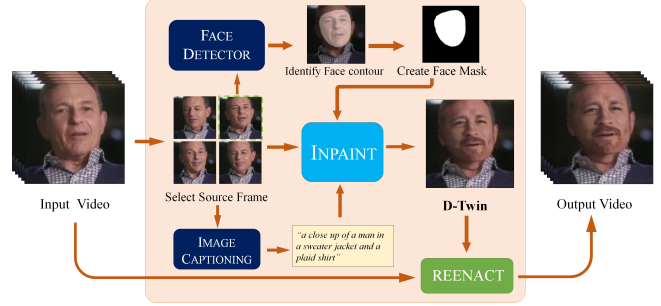 FACE
DETECTOR
Identify Face contour
Create Face Mask
INPAINT
Input Video
Select Source Frame
D-Twin
Output Video
IMAGE
CAPTIONING
"a close up of a man in
a sweater jacket and a
plaid shirt"
REENACT